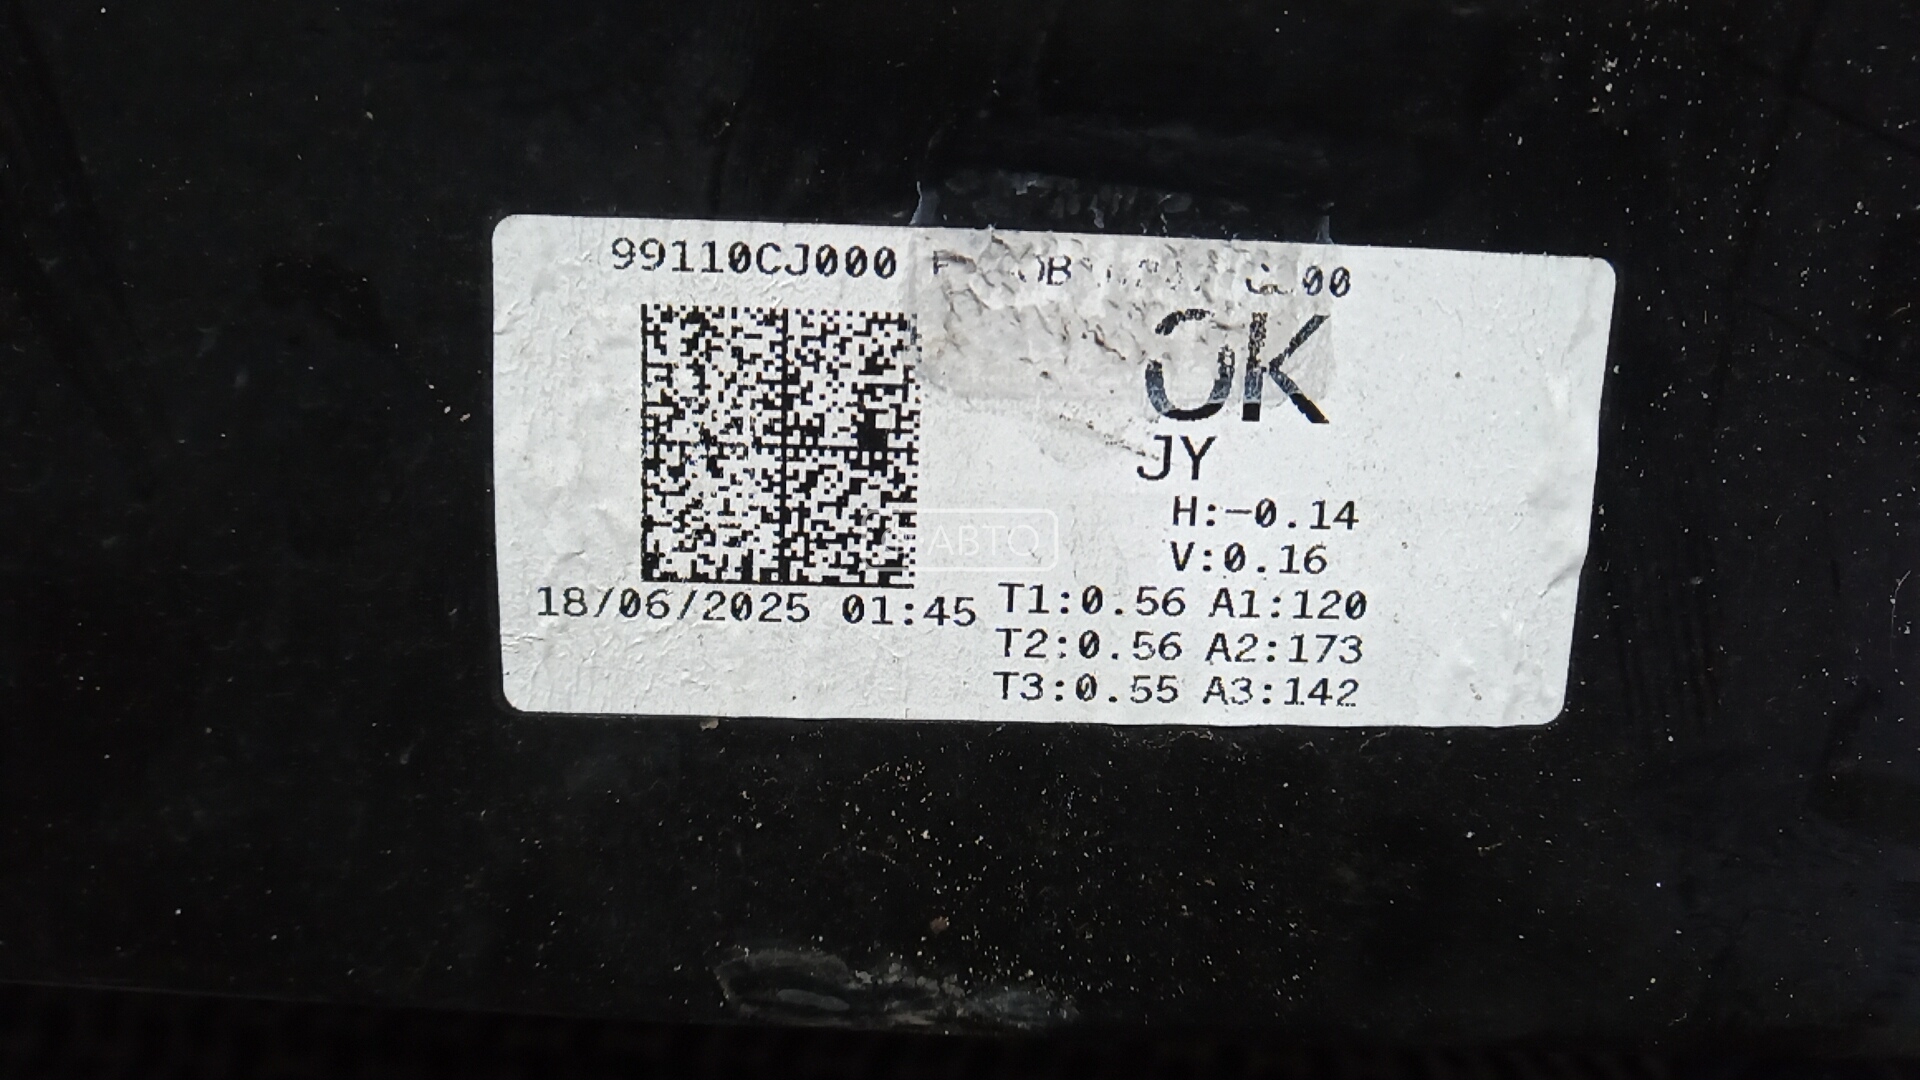 99110CJ000
OK
JY
H:-0.14
V:0.16
18/06/2025 01:45 T1:0.56 A1:120
T2:0.56 A2:173
T3:0.55 A3:142
АВТО